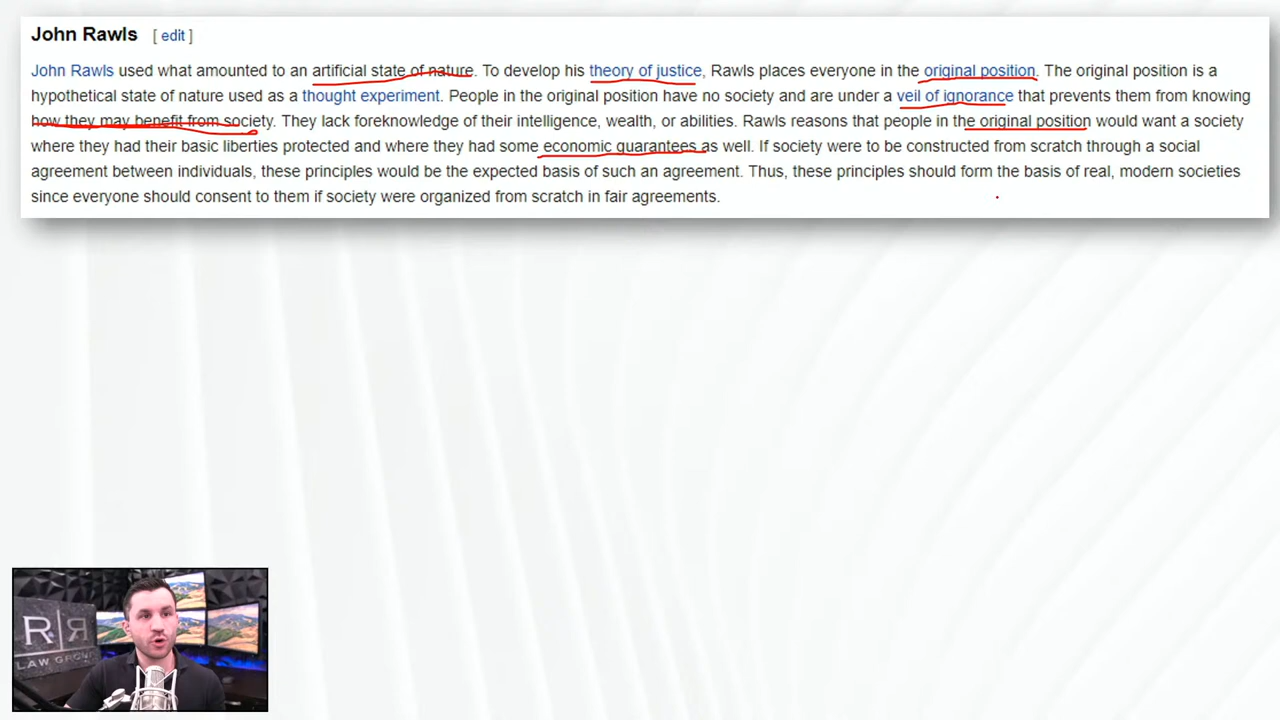 John Rawls [ edit ]
John Rawls used what amounted to an artificial state of nature. To develop his theory of justice, Rawls places everyone in the original position. The original position is a
hypothetical state of nature used as a thought experiment. People in the original position have no society and are under a veil of ignorance that prevents them from knowing
how they may benefit from society. They lack foreknowledge of their intelligence, wealth, or abilities. Rawls reasons that people in the original position would want a society
where they had their basic liberties protected and where they had some economic guarantees as well. If society were to be constructed from scratch through a social
agreement between individuals, these principles would be the expected basis of such an agreement. Thus, these principles should form the basis of real, modern societies
since everyone should consent to them if society were organized from scratch in fair agreements.
R|Я
LAW GROUP